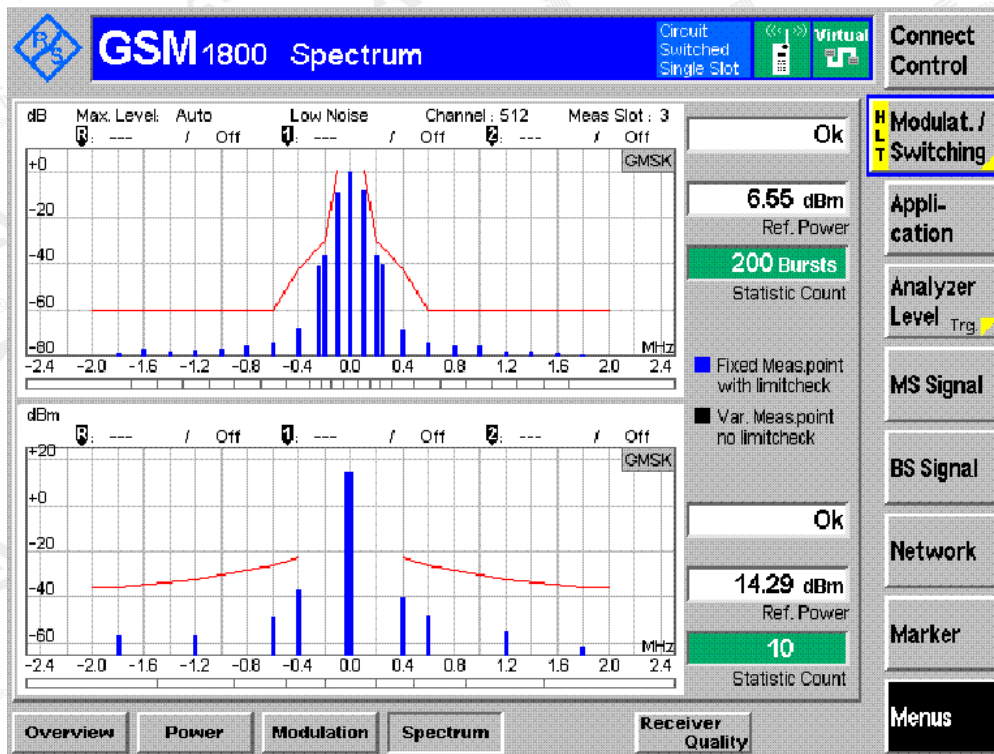 R S
GSM 1800 Spectrum
Circuit Switched Single Slot
Virtual
Connect Control
dB Max. Level: Auto Low Noise Channel : 512 Meas Slot : 3
R : --- / Off 1 : --- / Off 2 : --- / Off
GMSK
+0
-20
-40
-60
-80
MHz
-2.4 -2.0 -1.6 -1.2 -0.8 -0.4 0.0 0.4 0.8 1.2 1.6 2.0 2.4
Ok
6.55 dBm
Ref. Power
200 Bursts
Statistic Count
Fixed Meas.point
with limitcheck
Var. Meas.point
no limitcheck
dBm
R : --- / Off 1 : --- / Off 2 : --- / Off
GMSK
+20
+0
-20
-40
-60
MHz
-2.4 -2.0 -1.6 -1.2 -0.8 -0.4 0.0 0.4 0.8 1.2 1.6 2.0 2.4
Ok
14.29 dBm
Ref. Power
10
Statistic Count
HLT
Modulat. /
Switching
Appli-
cation
Analyzer
Level Trg.
MS Signal
BS Signal
Network
Marker
Menus
Overview Power Modulation Spectrum Receiver Quality